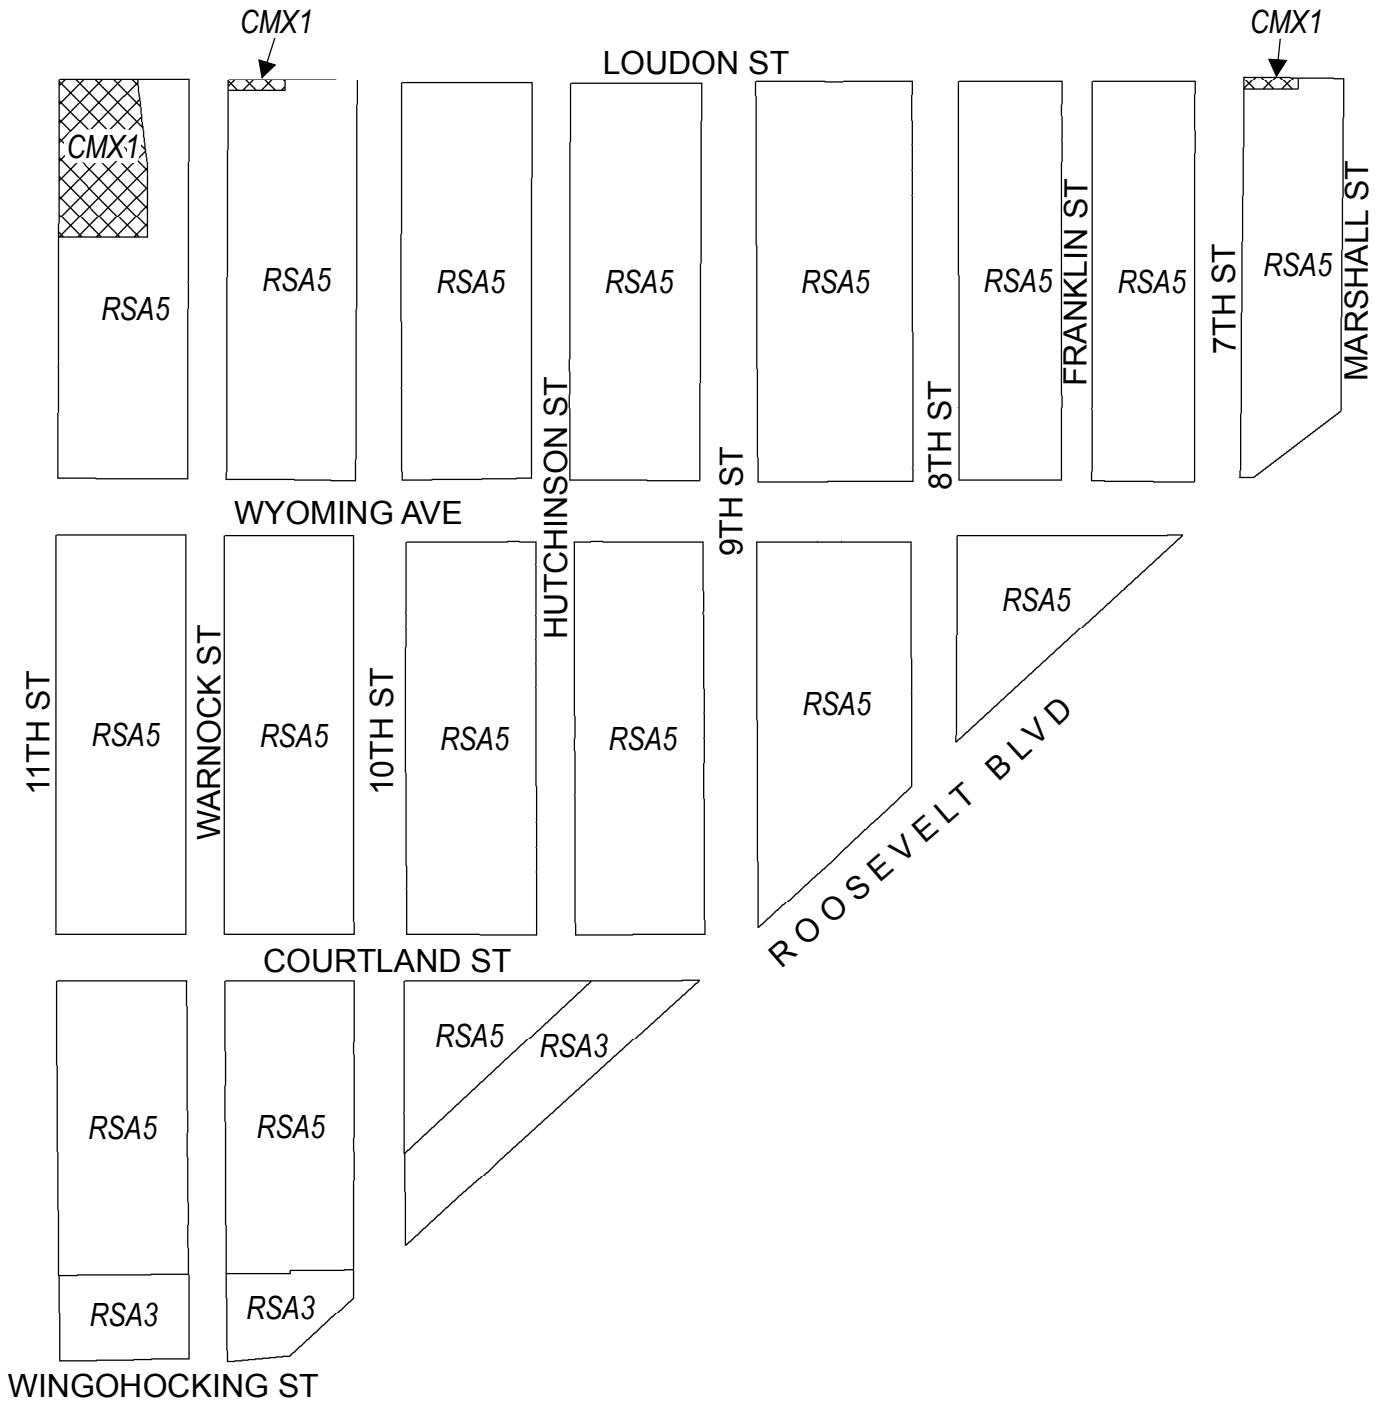 CMX1
CMX1
LOUDON ST
CMX1
RSA5
RSA5
RSA5
RSA5
RSA5
RSA5
RSA5
RSA5
FRANKLIN ST
7TH ST
MARSHALL ST
HUTCHINSON ST
9TH ST
8TH ST
WYOMING AVE
RSA5
RSA5
11TH ST
RSA5
WARNOCK ST
RSA5
10TH ST
RSA5
RSA5
ROOSEVELT BLVD
COURTLAND ST
RSA5
RSA3
RSA5
RSA5
RSA3
RSA3
WINGOHOCKING ST